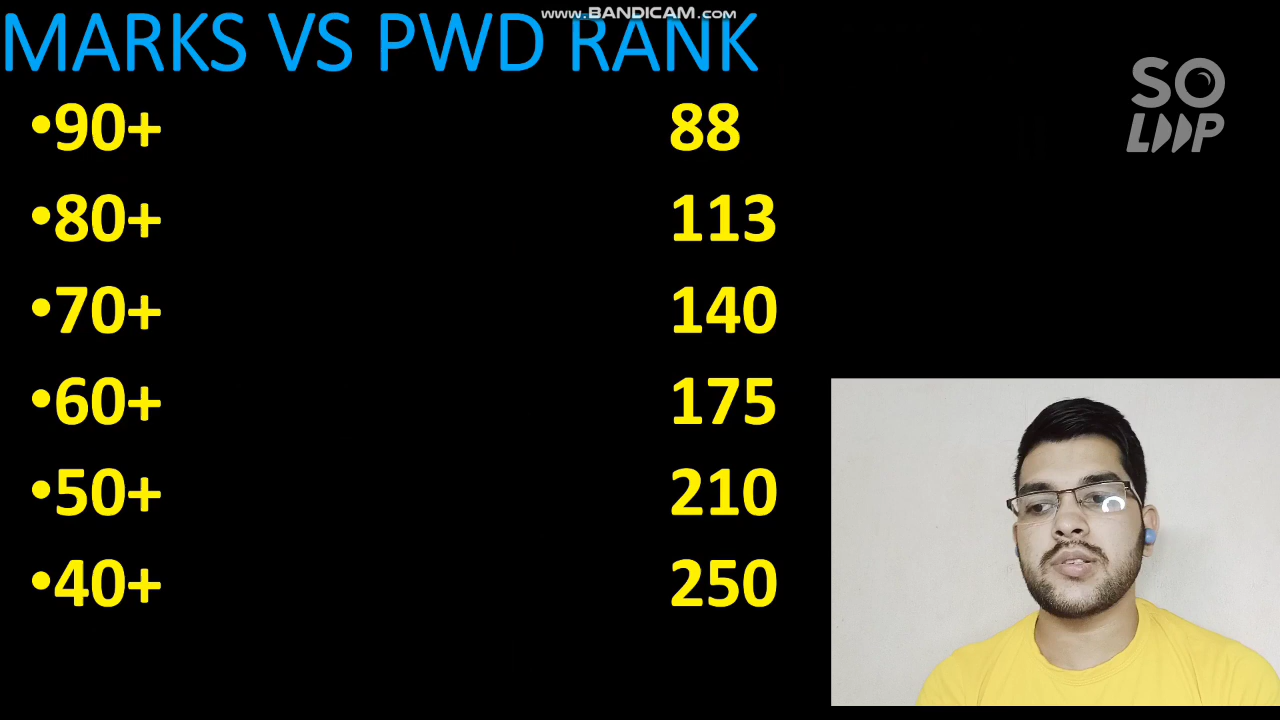 www.BANDICAM.com
MARKS VS PWD RANK
SO
LOOP
•90+ 88
•80+ 113
•70+ 140
•60+ 175
•50+ 210
•40+ 250